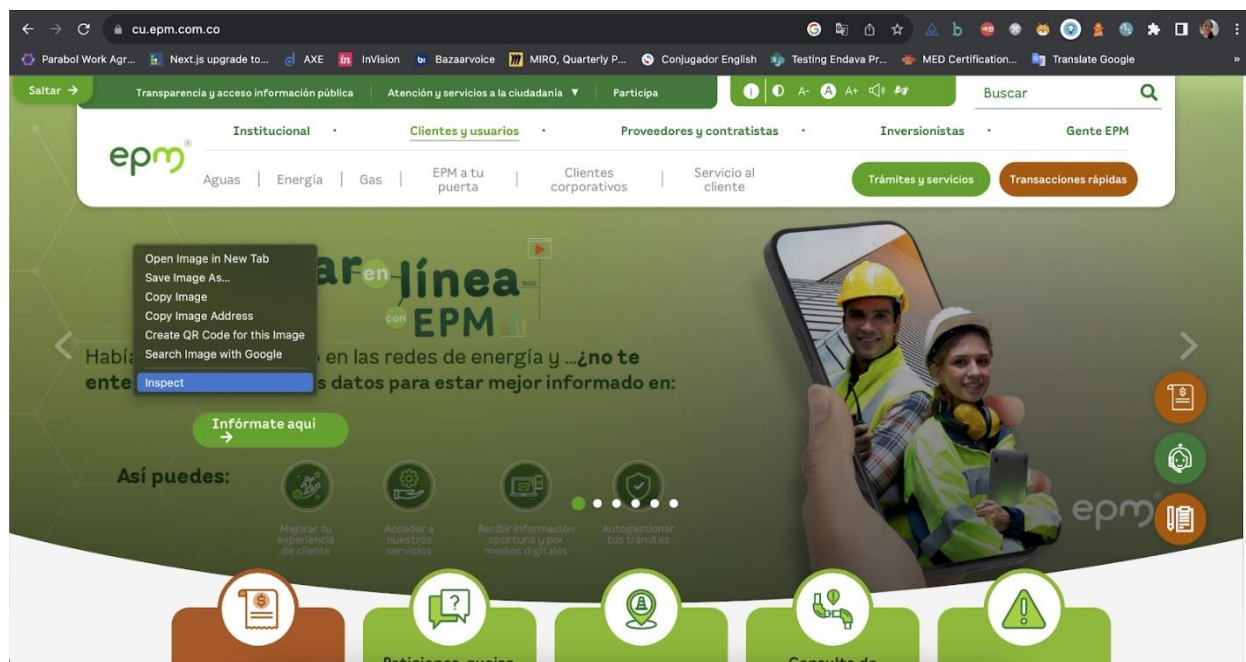 cu.epm.com.co
Parabol Work Agr... Next.js upgrade to... AXE InVision Bazaarvoice MIRO, Quarterly P... Conjugador English Testing Endava Pr... MED Certification... Translate Google »
Saltar → Transparencia y acceso información pública Atención y servicios a la ciudadanía ▼ Participa A- A A+ Buscar
Institucional · Clientes y usuarios · Proveedores y contratistas · Inversionistas · Gente EPM
epm®
Aguas | Energía | Gas | EPM a tu puerta | Clientes corporativos | Servicio al cliente Trámites y servicios Transacciones rápidas
Open Image in New Tab
Save Image As...
Copy Image
Copy Image Address
Create QR Code for this Image
Search Image with Google
Inspect
en línea
con EPM
en las redes de energía y ...¿no te
datos para estar mejor informado en:
Infórmate aquí
→
Así puedes:
Mejorar tu
experiencia
de cliente
Acceder a
nuestros
servicios
Recibir información
oportuna y por
medios digitales
Autogestionar
tus trámites
epm®